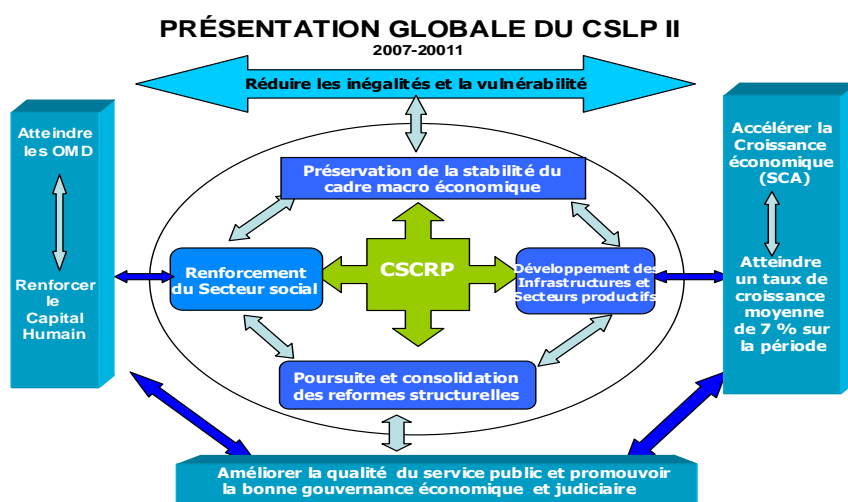 PRÉSENTATION GLOBALE DU CSLP II
2007-20011
Réduire les inégalités et la vulnérabilité
Atteindre
les OMD
Renforcer
le
Capital
Humain
Préservation de la stabilité du
cadre macro économique
Renforcement
du Secteur social
CSCRP
Développement des
Infrastructures et
Secteurs productifs
Poursuite et consolidation
des reformes structurelles
Accélérer la
Croissance
économique
(SCA)
Atteindre
un taux de
croissance
moyenne
de 7 % sur
la période
Améliorer la qualité du service public et promouvoir
la bonne gouvernance économique et judiciaire